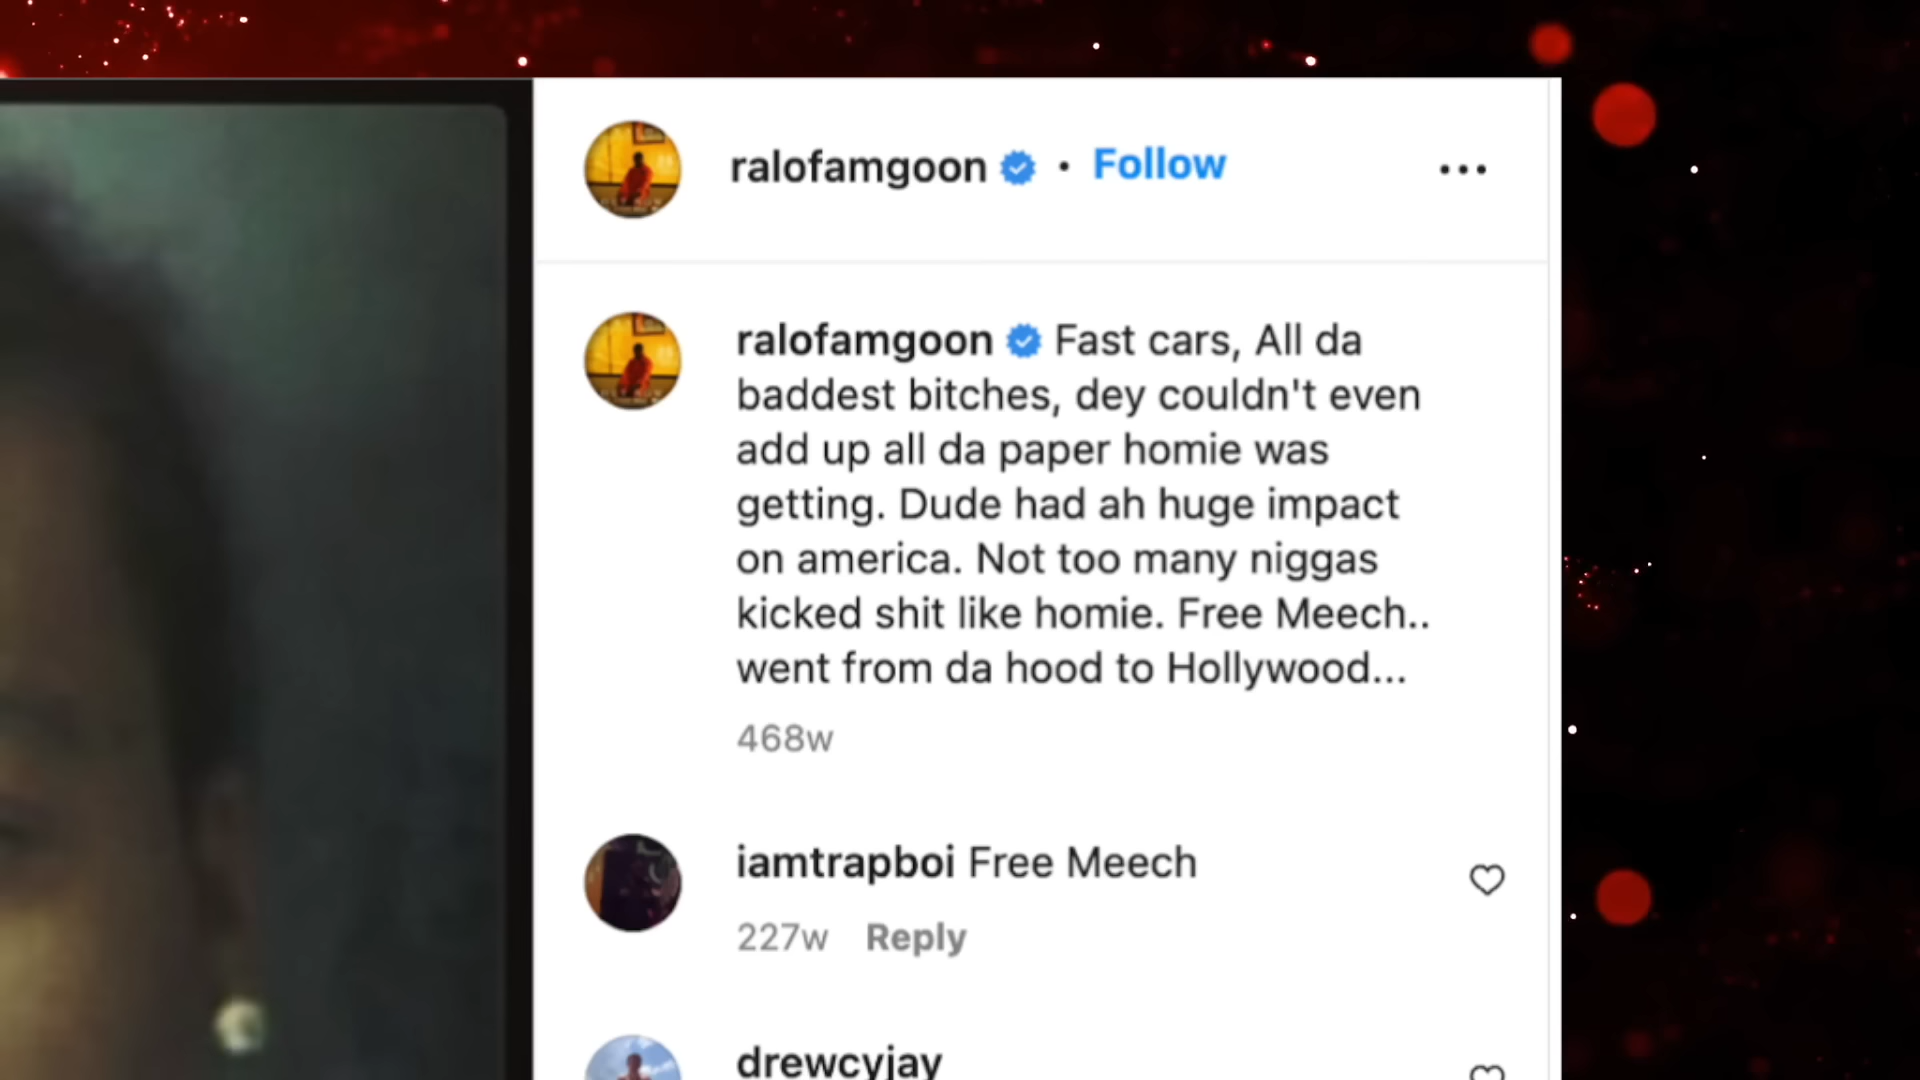 ralofamgoon • Follow
ralofamgoon Fast cars, All da
baddest bitches, dey couldn't even
add up all da paper homie was
getting. Dude had ah huge impact
on america. Not too many niggas
kicked shit like homie. Free Meech..
went from da hood to Hollywood...
468w
iamtrapboi Free Meech
227w Reply
drewcyjay